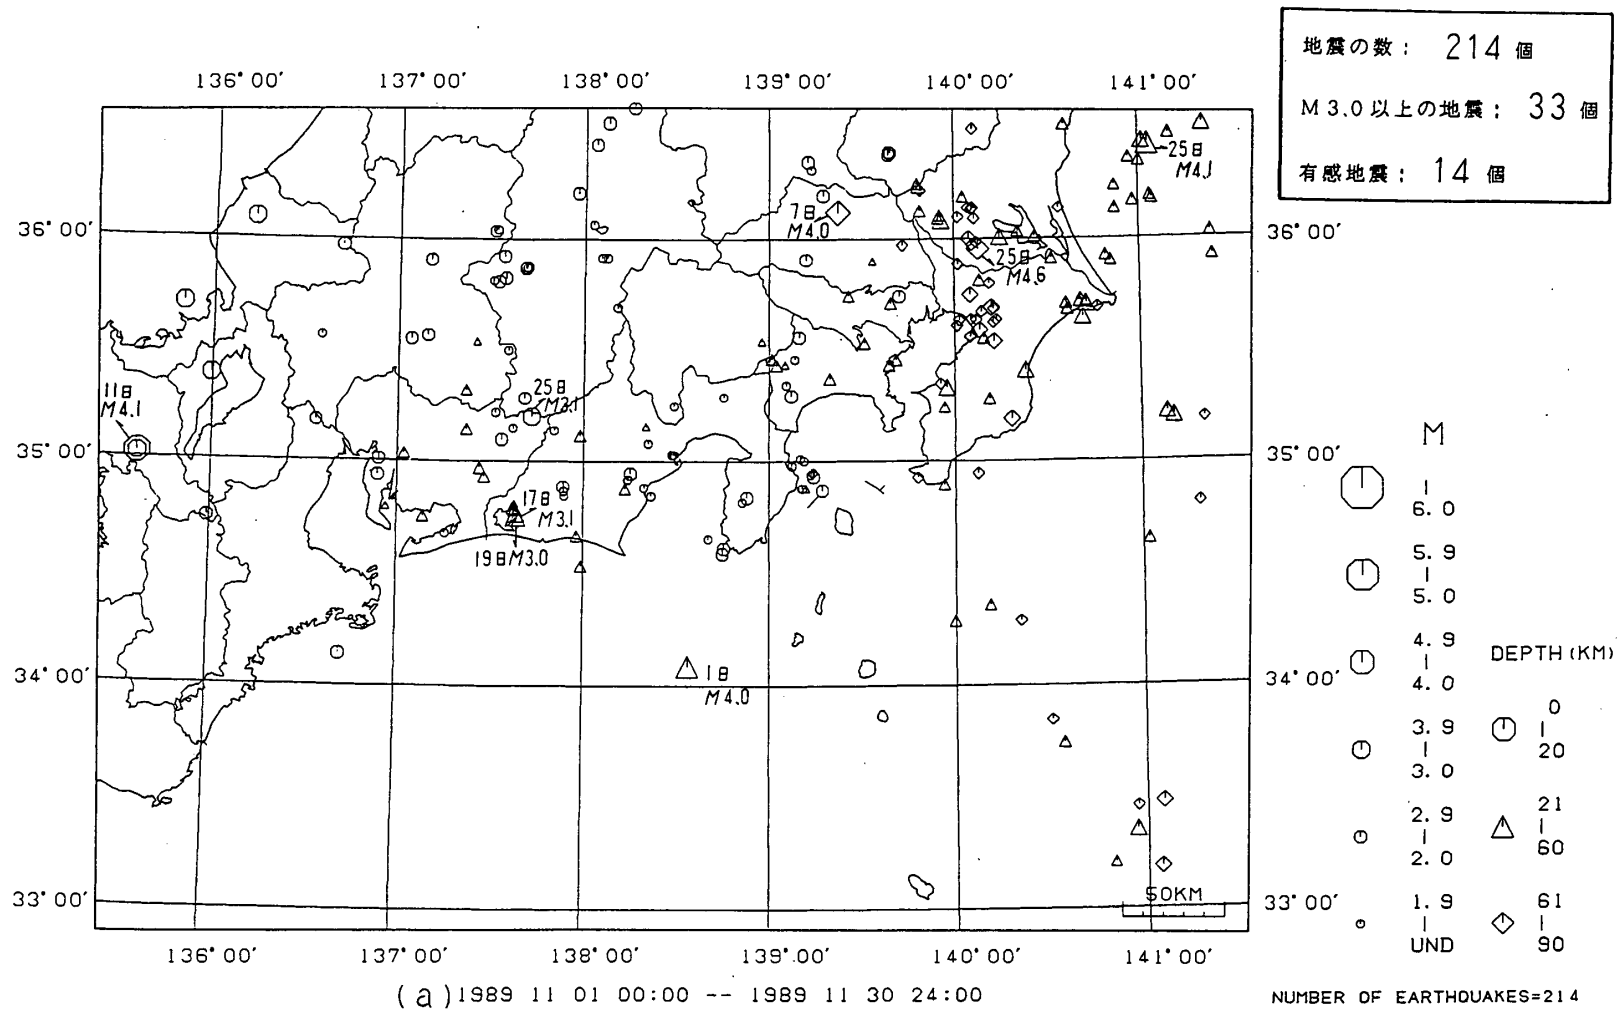 地震の数: 214 個
M 3.0 以上の地震: 33 個
有感地震: 14 個
136° 00′ 137° 00′ 138° 00′ 139° 00′ 140° 00′ 141° 00′
25日
M4.1
7日
M4.0
36° 00′
36° 00′
25日
M4.6
11日
M4.1
25日
M3.1
35° 00′
35° 00′
17日
M3.1
19日M3.0
34° 00′
34° 00′
1日
M4.0
33° 00′
33° 00′
50KM
136° 00′ 137° 00′ 138° 00′ 139° 00′ 140° 00′ 141° 00′
(a) 1989 11 01 00:00 -- 1989 11 30 24:00
M
I
6. 0
5. 9
I
5. 0
4. 9
I
4. 0
3. 9
I
3. 0
2. 9
I
2. 0
1. 9
I
UND
DEPTH (KM)
0
I
20
21
I
60
61
I
90
NUMBER OF EARTHQUAKES=214